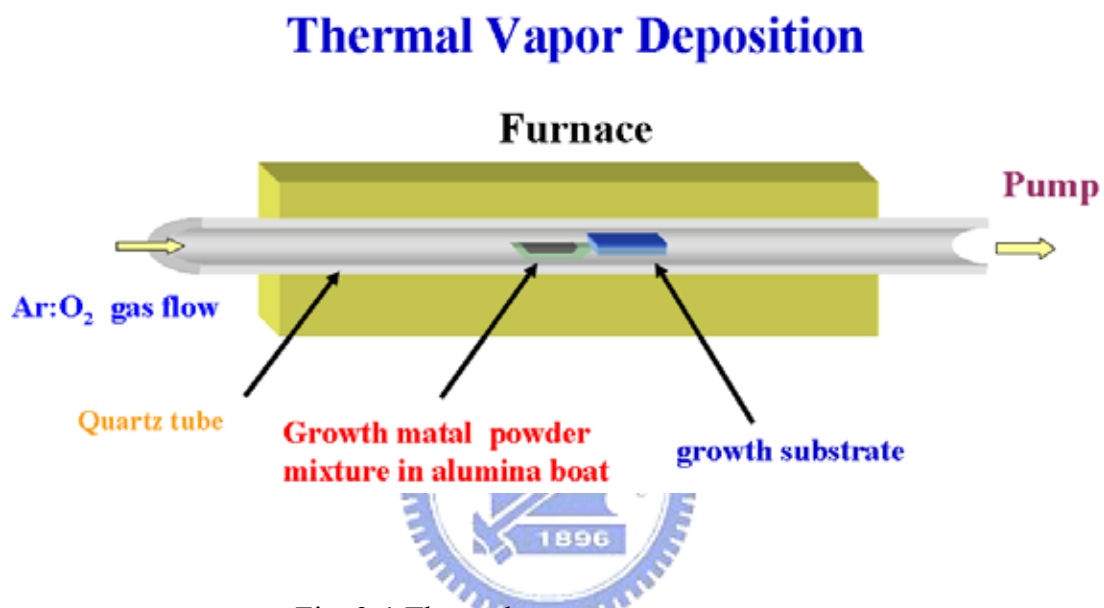 Thermal Vapor Deposition
Furnace
Pump
Ar:O₂ gas flow
Quartz tube
Growth matal powder
mixture in alumina boat
growth substrate
1896